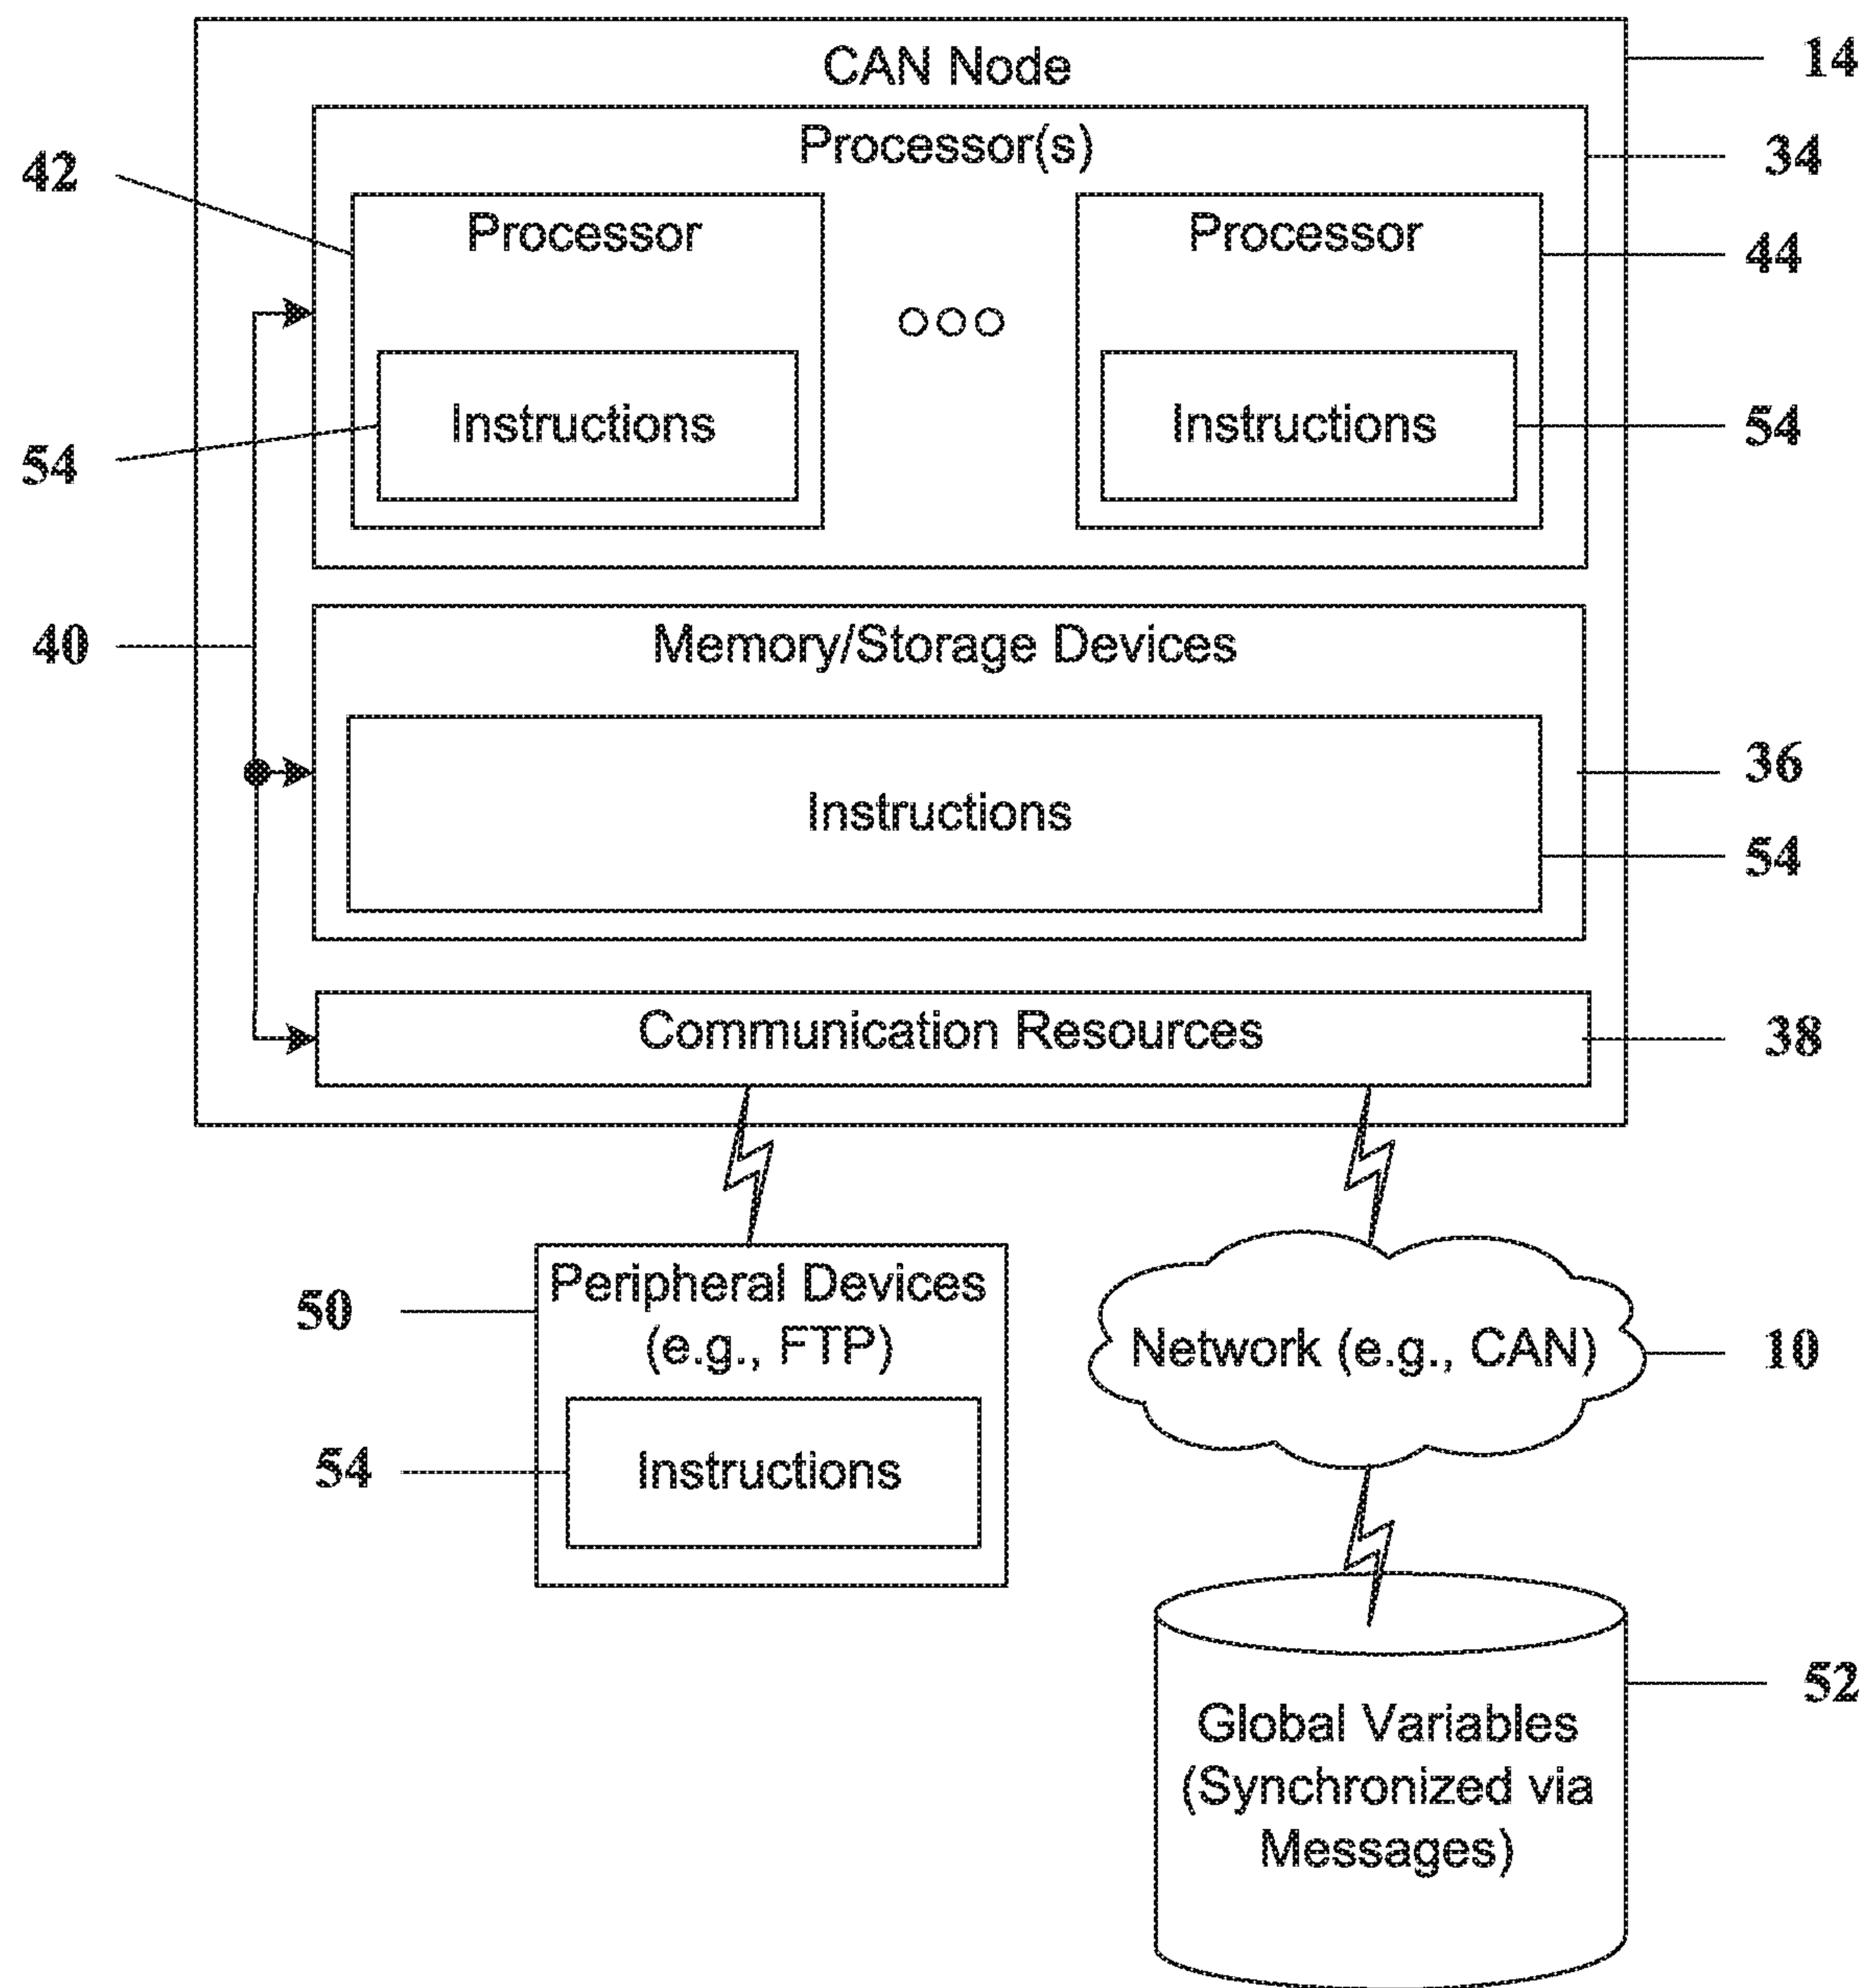 CAN Node
14
Processor(s)
34
42
Processor
Processor
44
Instructions
Instructions
54
54
40
Memory/Storage Devices
36
Instructions
54
Communication Resources
38
Peripheral Devices
(e.g., FTP)
50
Network (e.g., CAN)
10
54
Instructions
52
Global Variables
(Synchronized via
Messages)